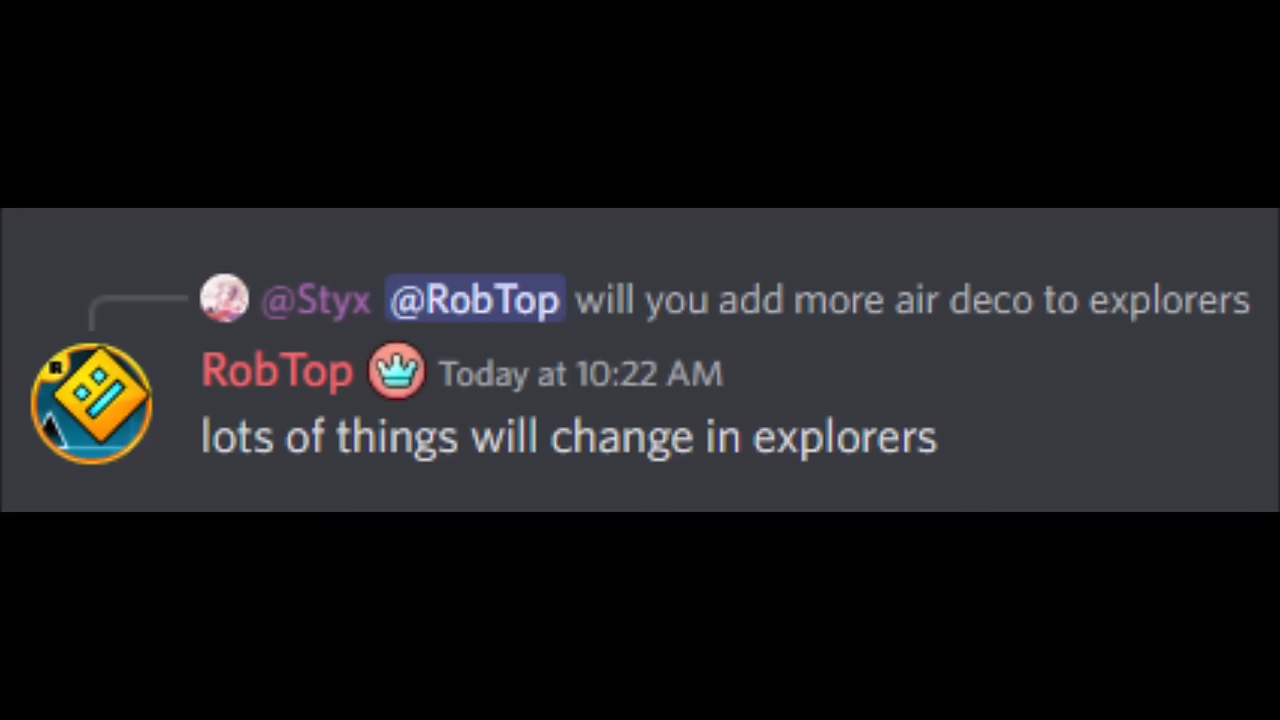 @Styx @RobTop will you add more air deco to explorers
RobTop Today at 10:22 AM
lots of things will change in explorers